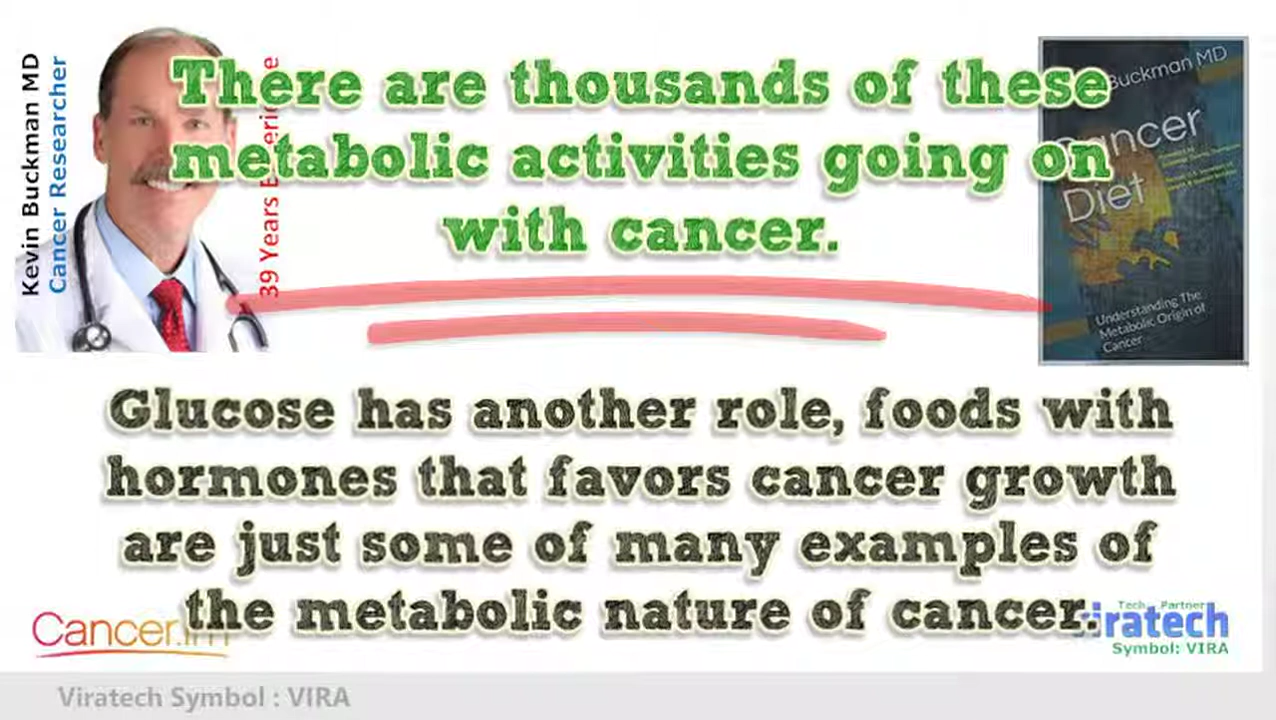 Kevin Buckman MD
Cancer Researcher
39 Years
There are thousands of these
metabolic activities going on
with cancer.
Buckman MD
Cancer
Diet
Understanding The
Metabolic Origin of
Cancer
Glucose has another role, foods with
hormones that favors cancer growth
are just some of many examples of
the metabolic nature of cancer.
Cancer.im
Tech Partner
viratech
Symbol: VIRA
Viratech Symbol : VIRA